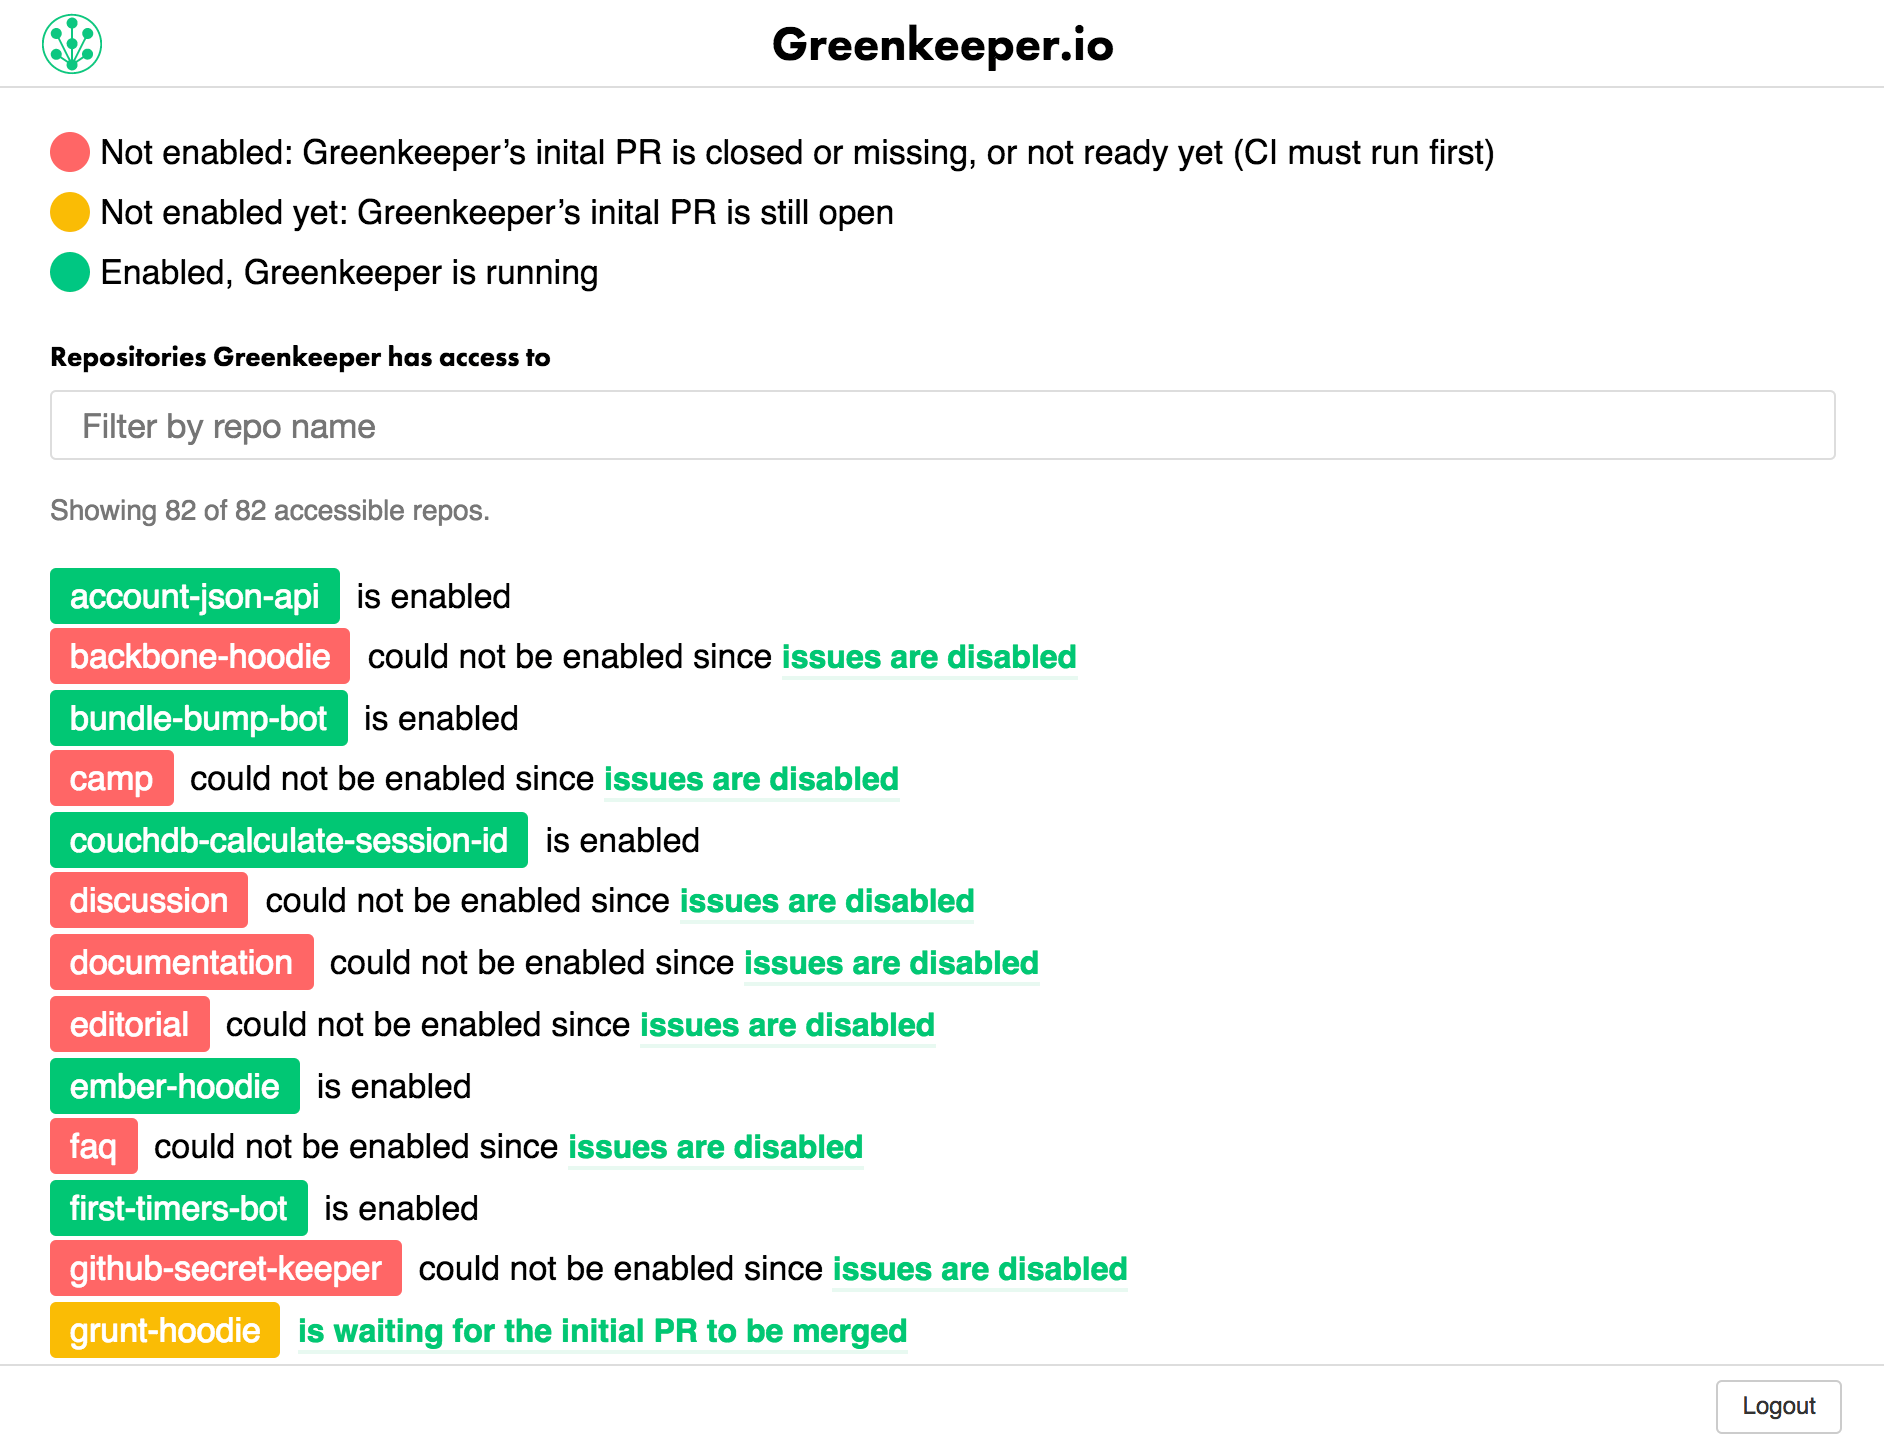 Greenkeeper.io
Not enabled: Greenkeeper’s inital PR is closed or missing, or not ready yet (CI must run first)
Not enabled yet: Greenkeeper’s inital PR is still open
Enabled, Greenkeeper is running
Repositories Greenkeeper has access to
Filter by repo name
Showing 82 of 82 accessible repos.
account-json-api is enabled
backbone-hoodie could not be enabled since issues are disabled
bundle-bump-bot is enabled
camp could not be enabled since issues are disabled
couchdb-calculate-session-id is enabled
discussion could not be enabled since issues are disabled
documentation could not be enabled since issues are disabled
editorial could not be enabled since issues are disabled
ember-hoodie is enabled
faq could not be enabled since issues are disabled
first-timers-bot is enabled
github-secret-keeper could not be enabled since issues are disabled
grunt-hoodie is waiting for the initial PR to be merged
Logout